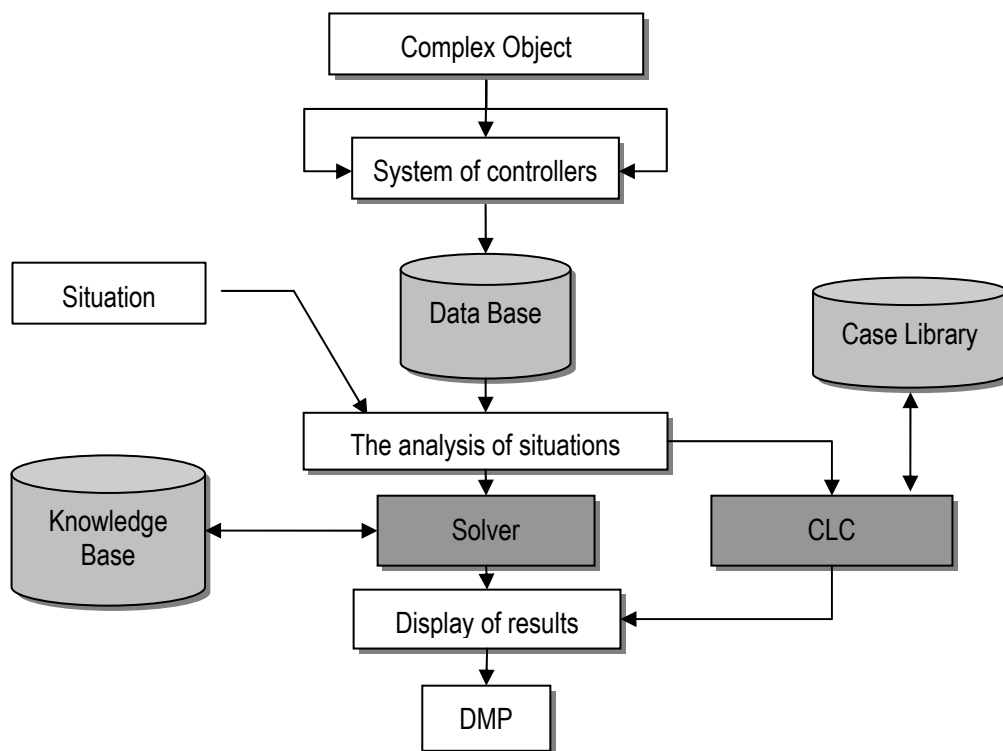 Complex Object
System of controllers
Situation
Data Base
Case Library
The analysis of situations
Knowledge
Base
Solver
CLC
Display of results
DMP